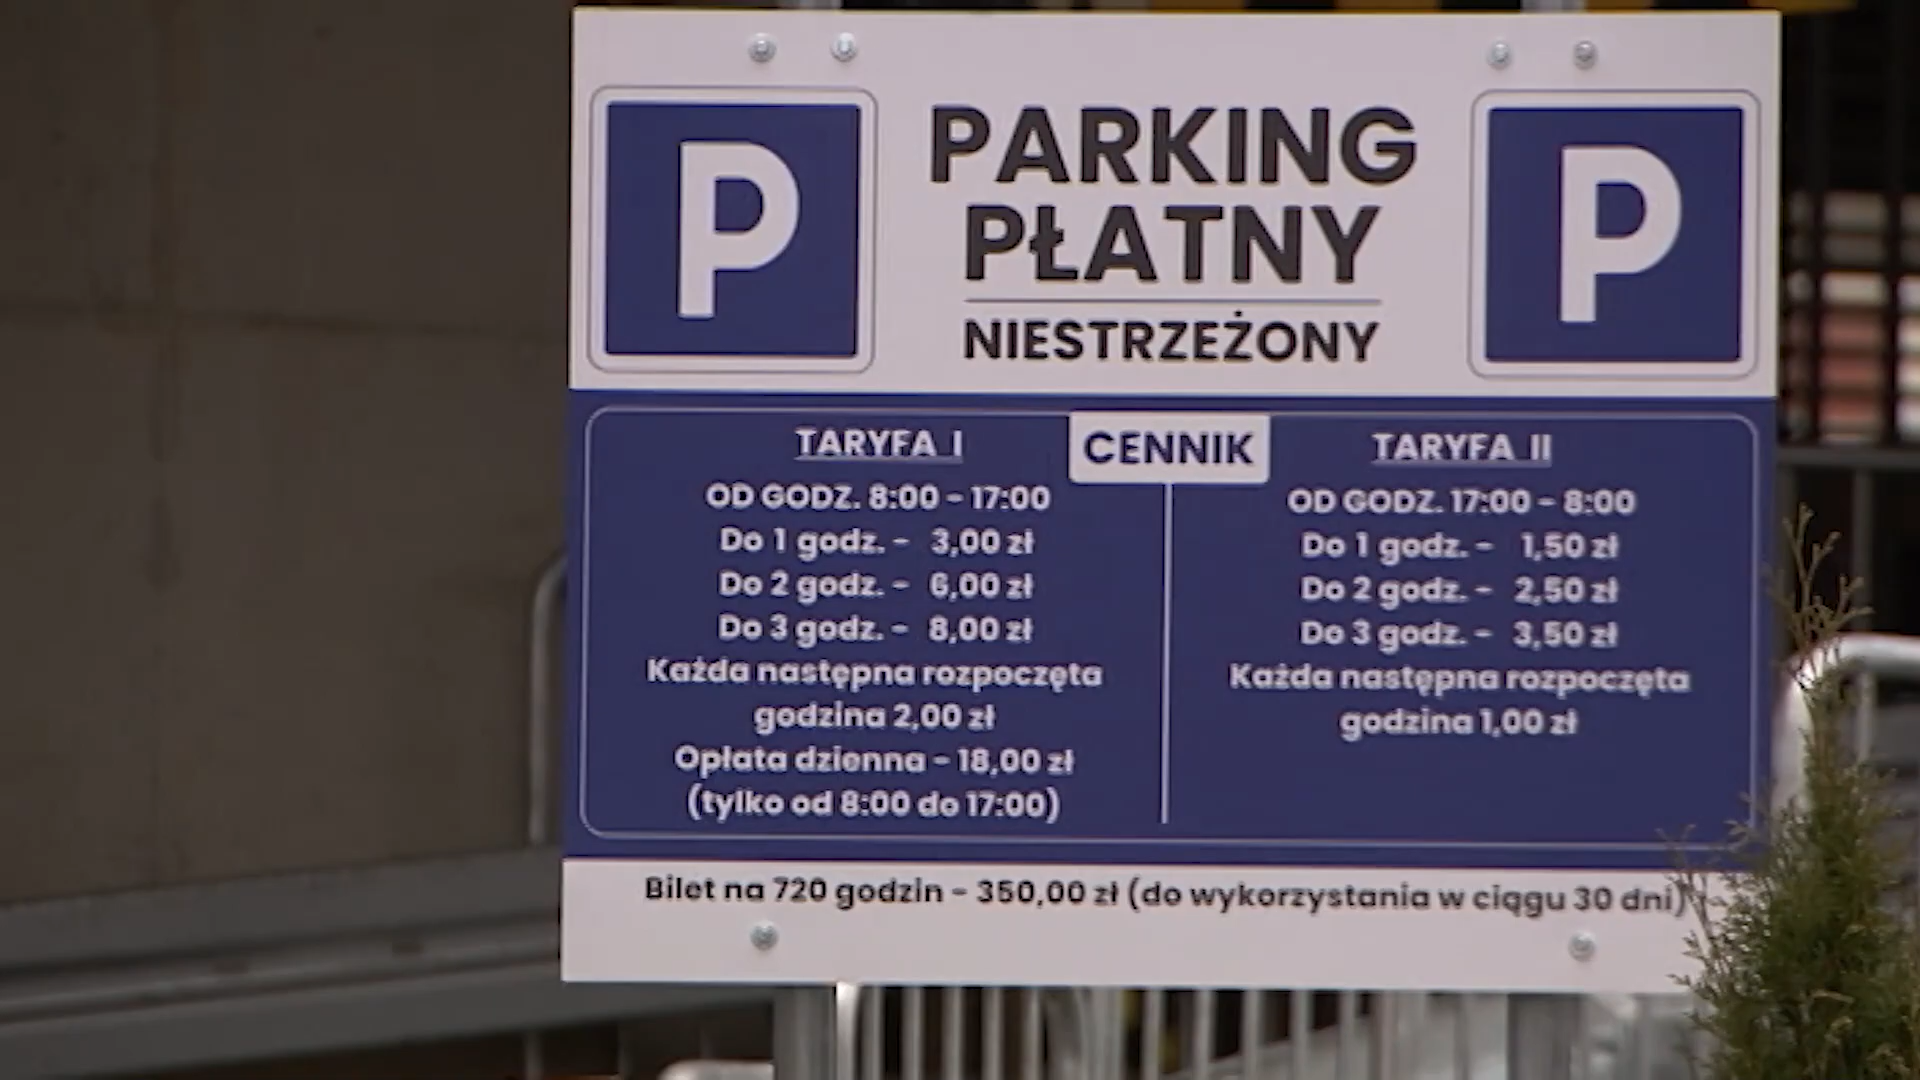 P
PARKING
PŁATNY
NIESTRZEŻONY
P
CENNIK
TARYFA I
OD GODZ. 8:00 - 17:00
Do 1 godz. - 3,00 zł
Do 2 godz. - 6,00 zł
Do 3 godz. - 8,00 zł
Każda następna rozpoczęta
godzina 2,00 zł
Opłata dzienna - 18,00 zł
(tylko od 8:00 do 17:00)
TARYFA II
OD GODZ. 17:00 - 8:00
Do 1 godz. - 1,50 zł
Do 2 godz. - 2,50 zł
Do 3 godz. - 3,50 zł
Każda następna rozpoczęta
godzina 1,00 zł
Bilet na 720 godzin - 350,00 zł (do wykorzystania w ciągu 30 dni)